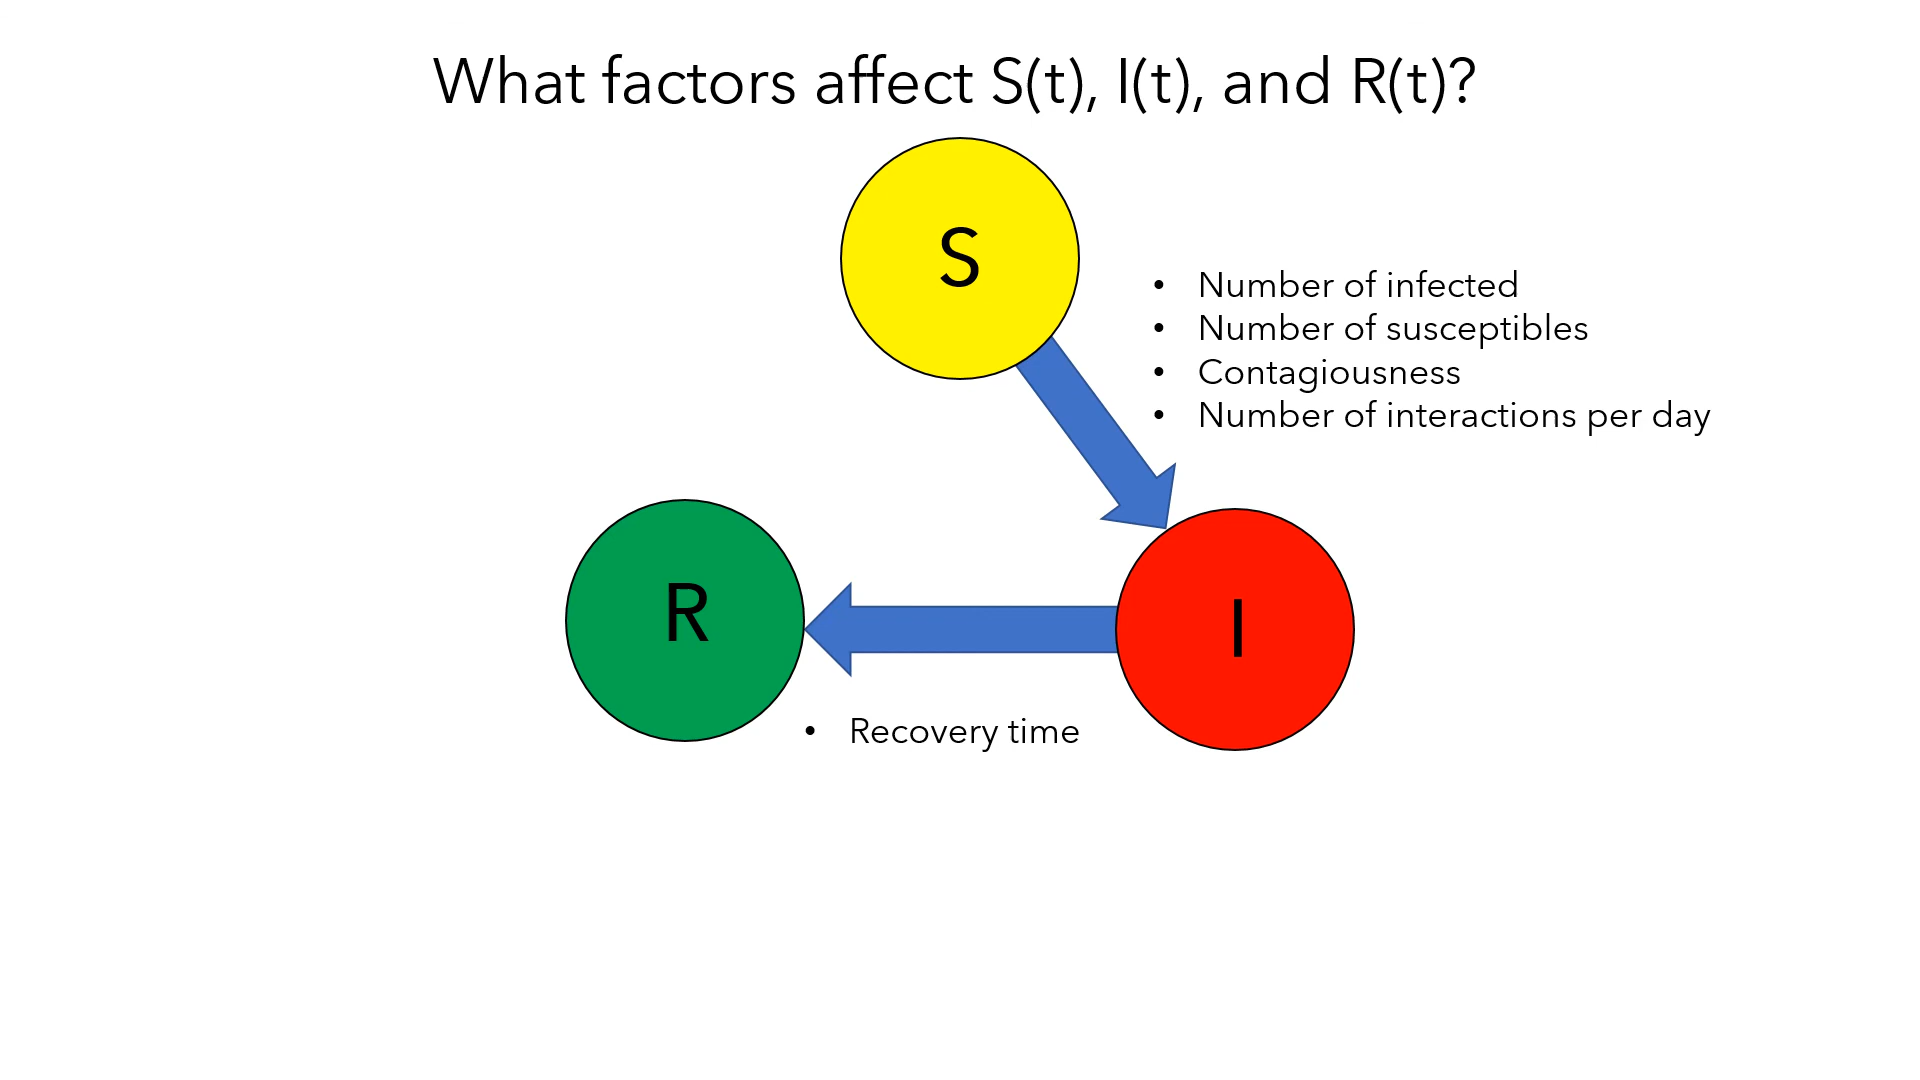 What factors affect S(t), I(t), and R(t)?
S
• Number of infected
• Number of susceptibles
• Contagiousness
• Number of interactions per day
R
I
• Recovery time